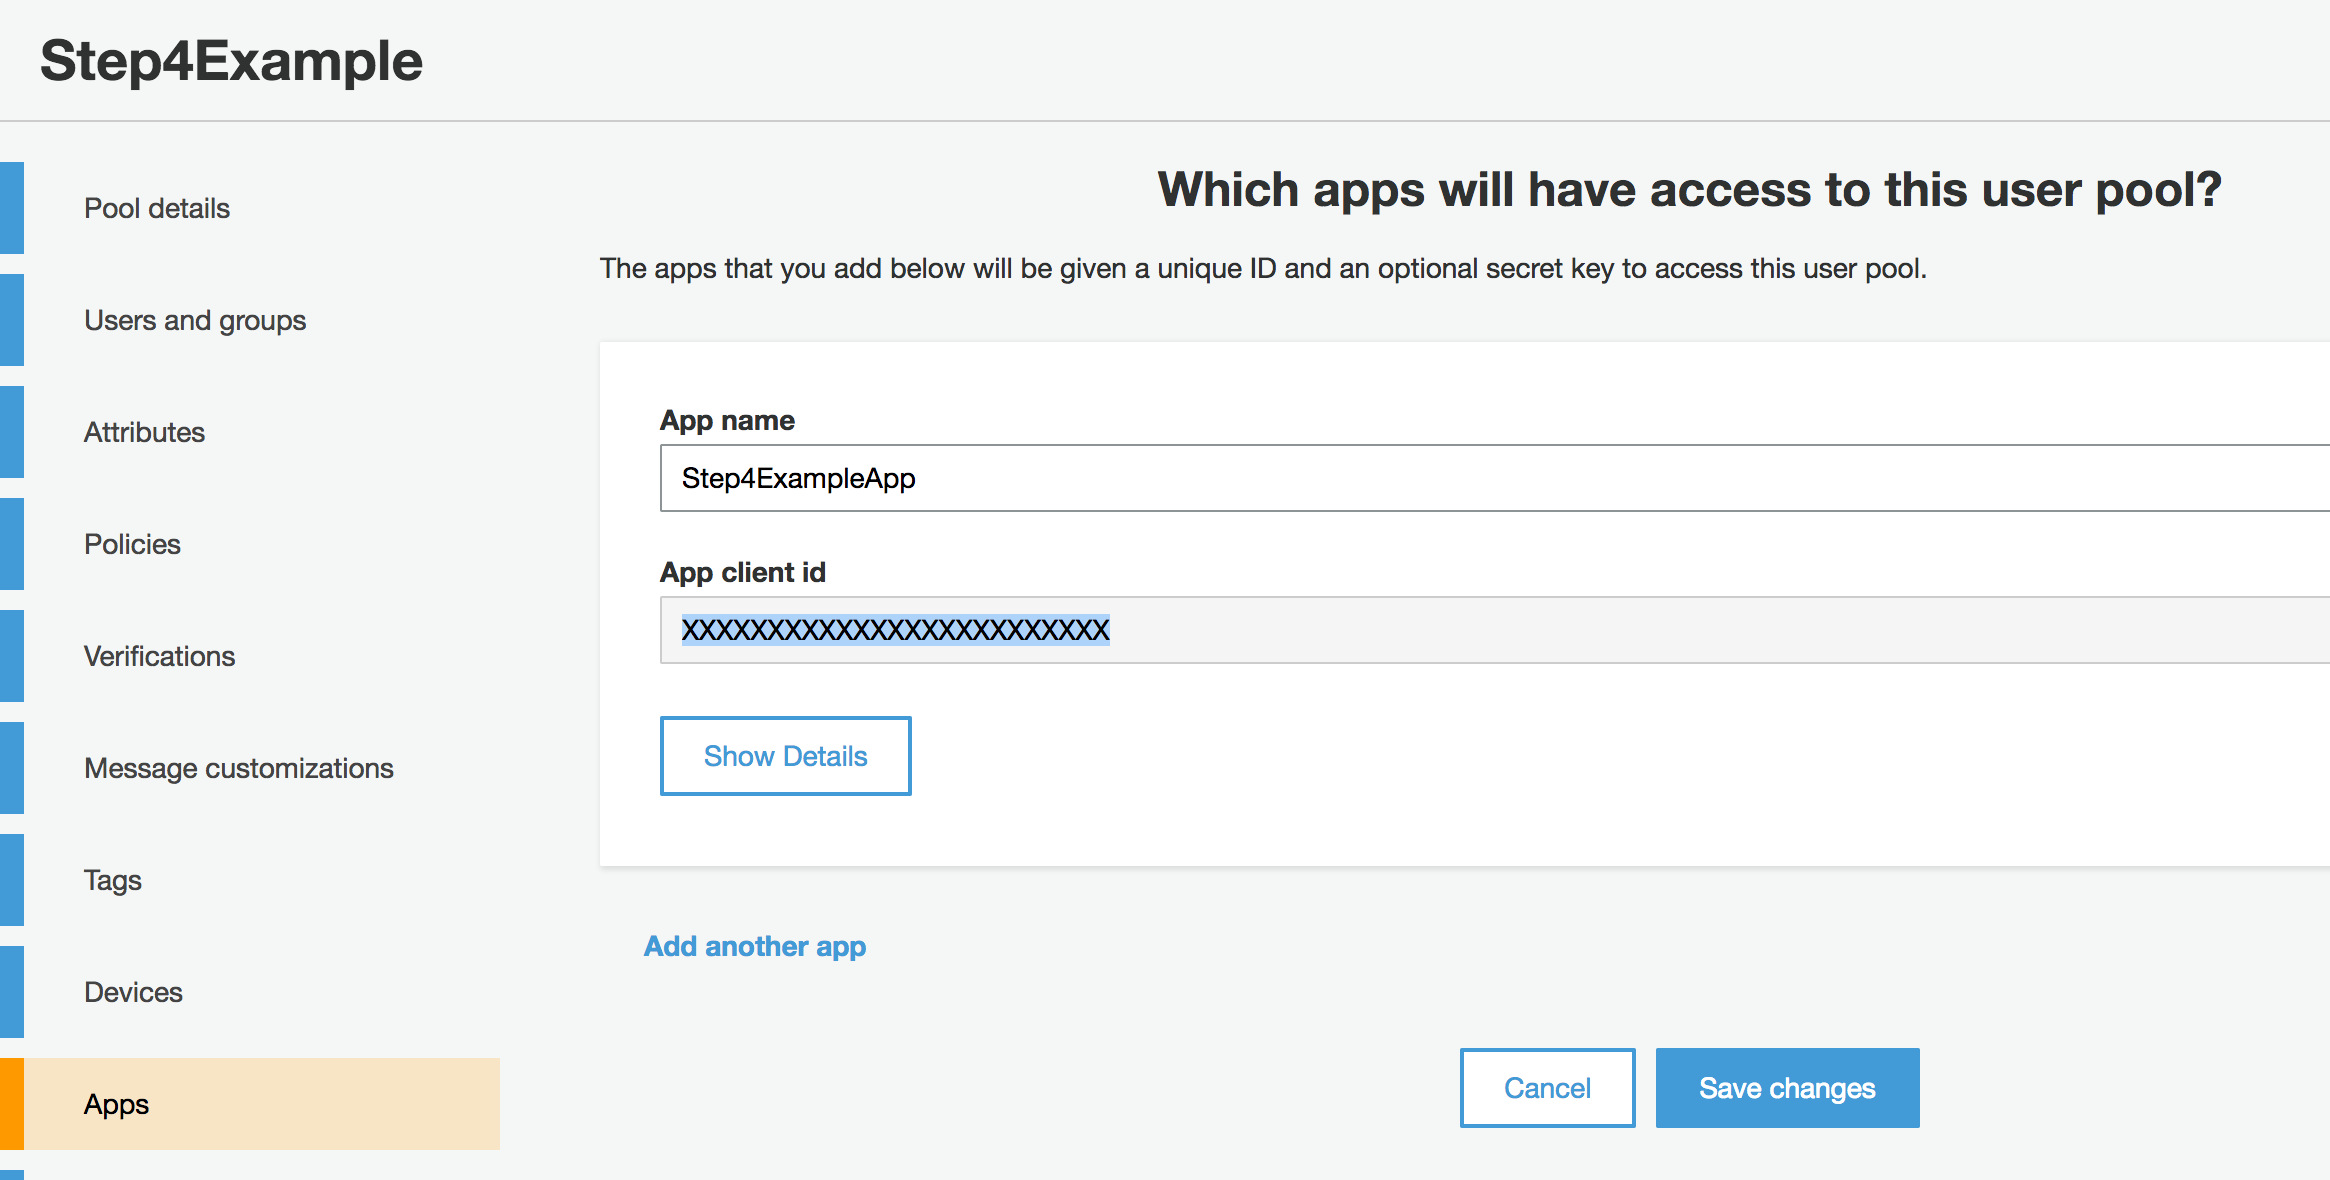 Step4Example
Pool details
Users and groups
Attributes
Policies
Verifications
Message customizations
Tags
Devices
Apps
Which apps will have access to this user pool?
The apps that you add below will be given a unique ID and an optional secret key to access this user pool.
App name
Step4ExampleApp
App client id
XXXXXXXXXXXXXXXXXXXXXXXXX
Show Details
Add another app
Cancel
Save changes